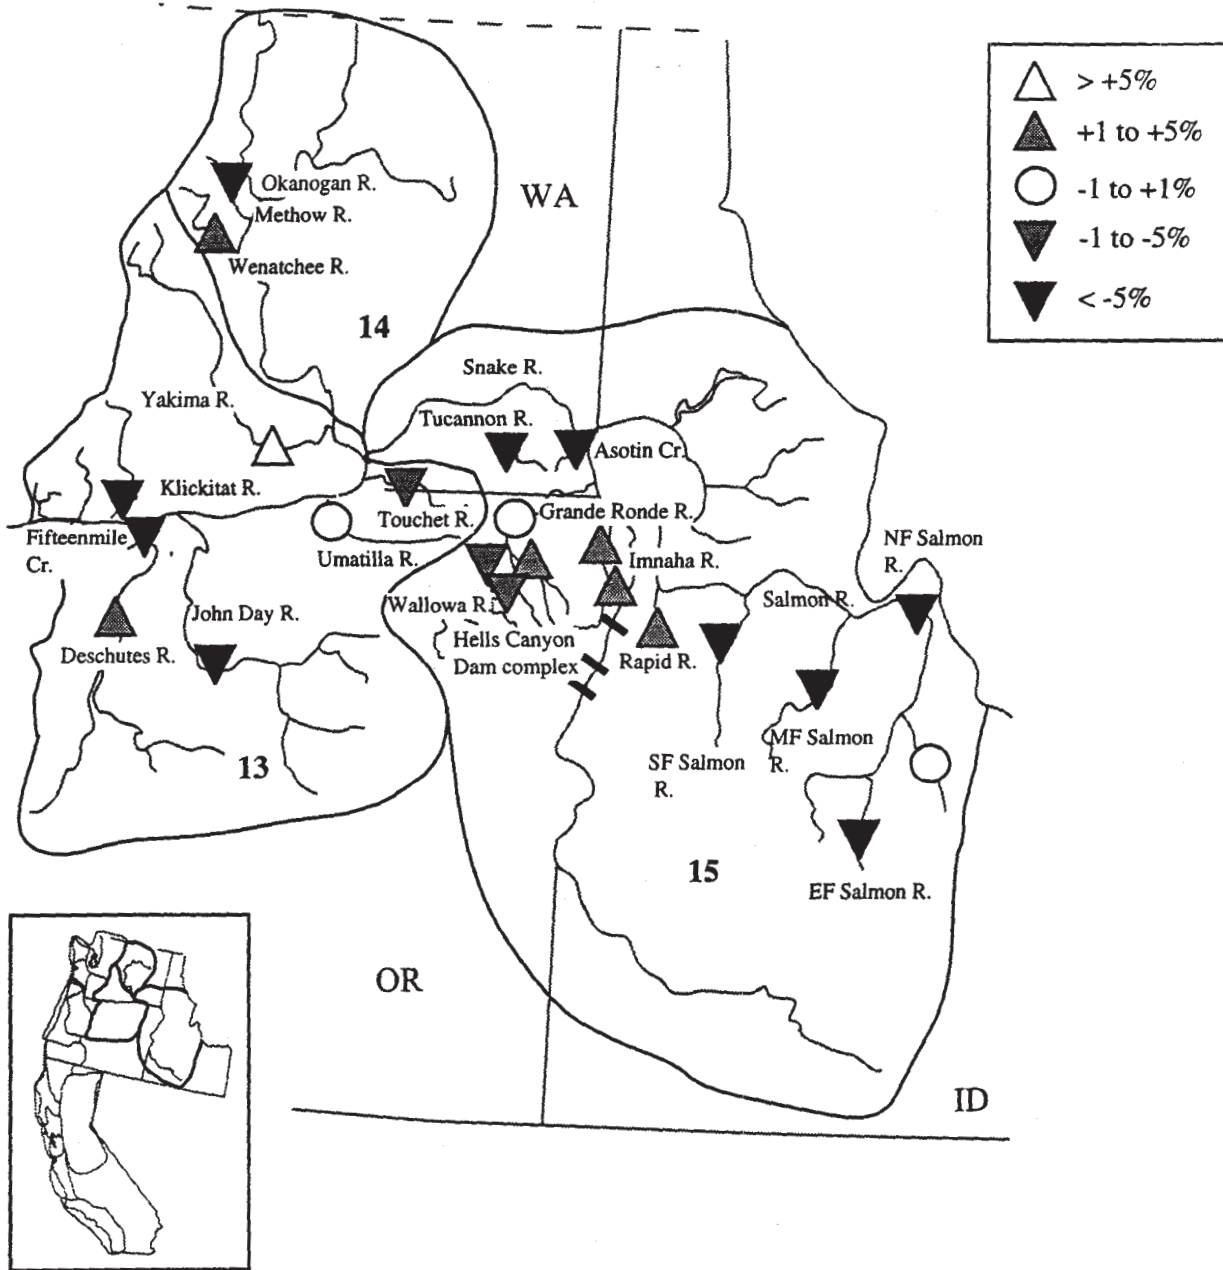 > +5%
+1 to +5%
-1 to +1%
-1 to -5%
< -5%
Okanogan R.
WA
Methow R.
Wenatchee R.
14
Snake R.
Yakima R.
Tucannon R.
Asotin Cr.
Klickitat R.
Touchet R.
Grande Ronde R.
Fifteenmile
Cr.
Umatilla R.
Imnaha R.
NF Salmon
R.
John Day R.
Wallowa R.
Salmon R.
Hells Canyon
Dam complex
Deschutes R.
Rapid R.
MF Salmon
R.
SF Salmon
R.
13
15
EF Salmon R.
OR
ID